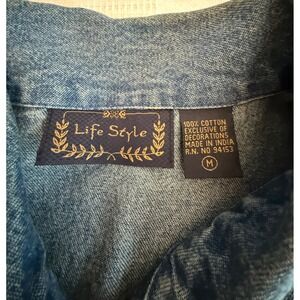 Life Style
100% COTTON
EXCLUSIVE OF
DECORATIONS
MADE IN INDIA
R.N. NO 94153
M